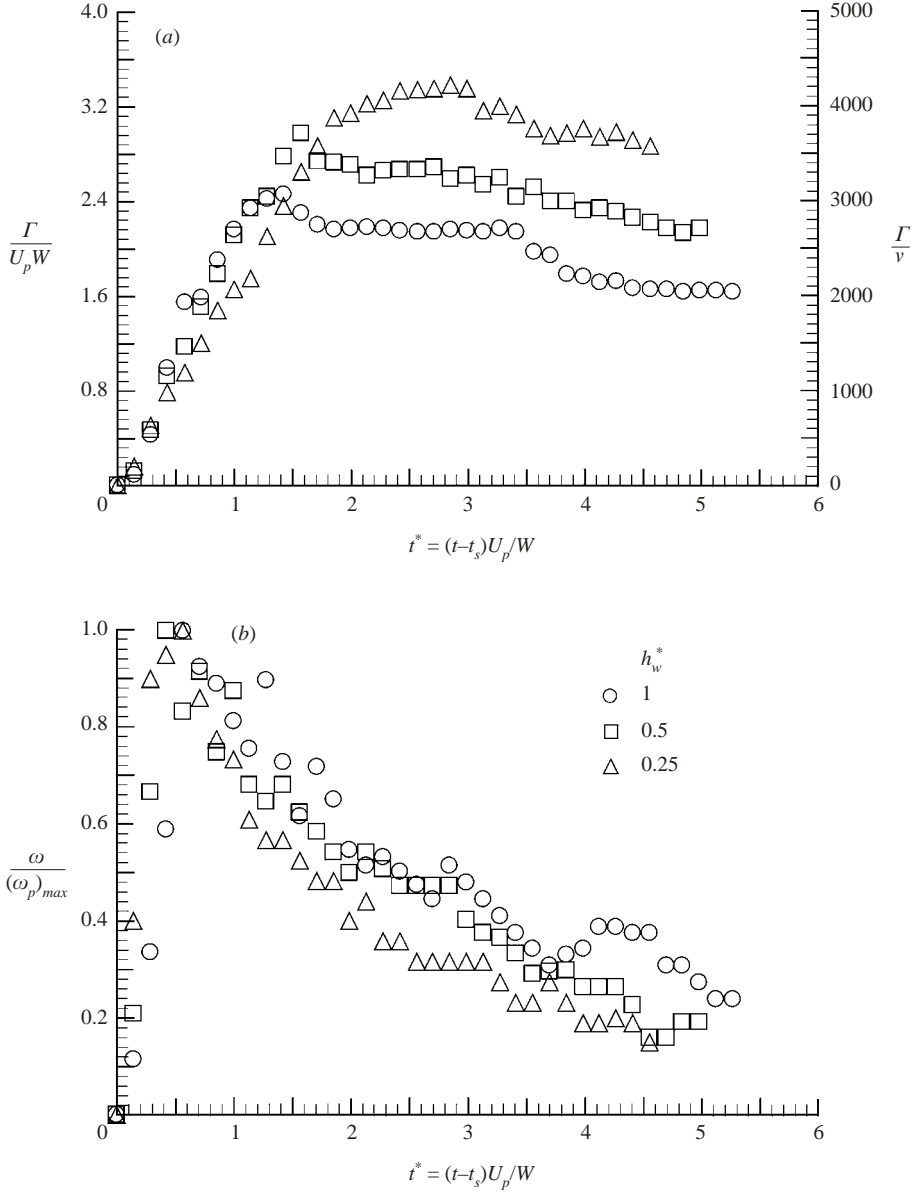 (a)
4.0
3.2
2.4
1.6
0.8
0
Γ
U_p W
5000
4000
3000
2000
1000
0
Γ
ν
0 1 2 3 4 5 6
t* = (t–t_s)U_p/W
(b)
1.0
0.8
0.6
0.4
0.2
0
ω
(ω_p)_max
h_w*
1
0.5
0.25
1 2 3 4 5 6
t* = (t–t_s)U_p/W